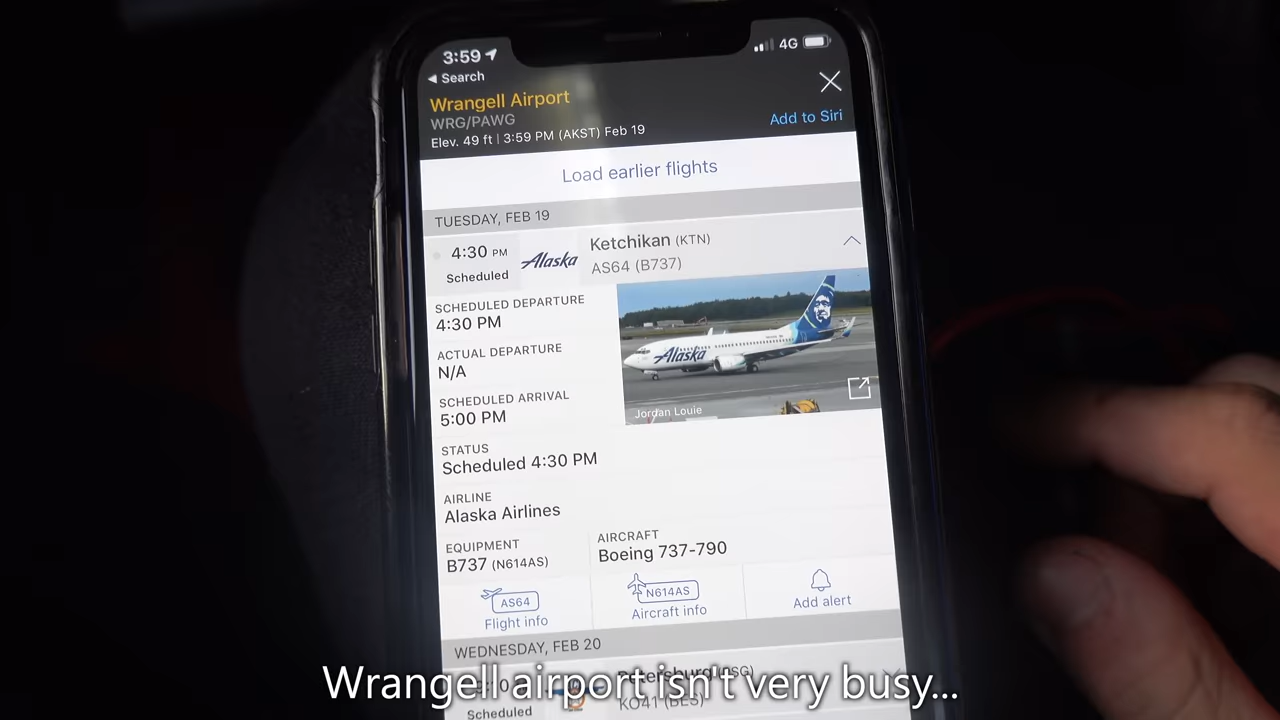 3:59
4G
Search
Wrangell Airport
WRG/PAWG
Elev. 49 ft | 3:59 PM (AKST) Feb 19
Add to Siri
Load earlier flights
TUESDAY, FEB 19
4:30 PM
Scheduled
Alaska
Ketchikan (KTN)
AS64 (B737)
SCHEDULED DEPARTURE
4:30 PM
ACTUAL DEPARTURE
N/A
SCHEDULED ARRIVAL
5:00 PM
Alaska
Jordan Louie
STATUS
Scheduled 4:30 PM
AIRLINE
Alaska Airlines
EQUIPMENT
B737 (N614AS)
AIRCRAFT
Boeing 737-790
AS64
Flight info
N614AS
Aircraft info
Add alert
WEDNESDAY, FEB 20
Petersburg (PSG)
KO41 (BE5)
Scheduled
Wrangell airport isn't very busy...